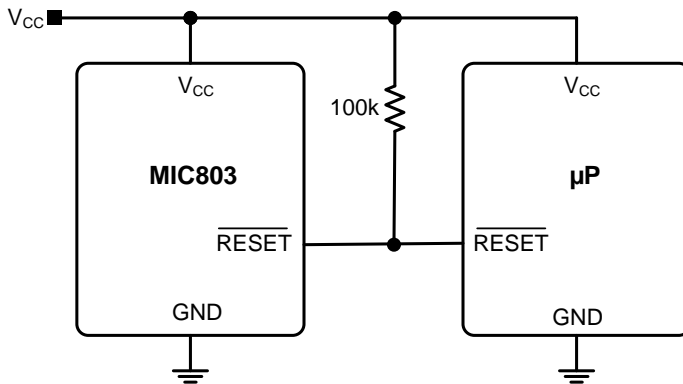 VCC
VCC
VCC
100k
MIC803
µP
RESET
RESET
GND
GND